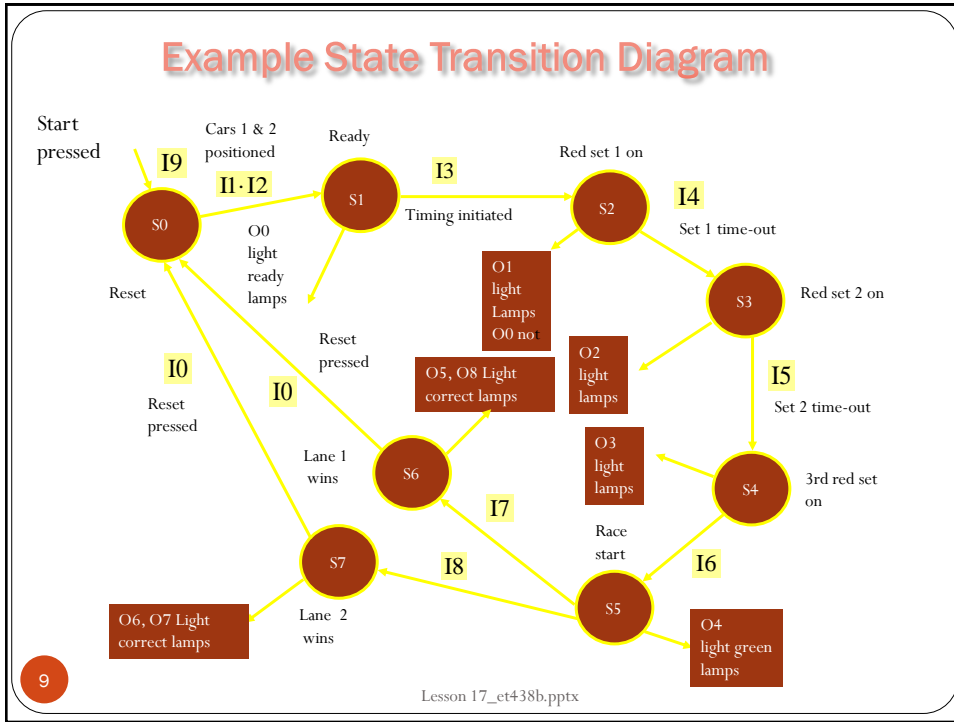 Example State Transition Diagram
Start
pressed
I9
Cars 1 & 2
positioned
I1·I2
Ready
I3
Timing initiated
Red set 1 on
I4
Set 1 time-out
S0
S1
S2
S3
Reset
O0
light
ready
lamps
O1
light
Lamps
O0 not
Red set 2 on
Reset
pressed
I0
I0
Reset
pressed
O5, O8 Light
correct lamps
O2
light
lamps
I5
Set 2 time-out
Lane 1
wins
S6
O3
light
lamps
S4
3rd red set
on
I7
Race
start
I6
S7
I8
S5
O6, O7 Light
correct lamps
Lane 2
wins
O4
light green
lamps
9
Lesson 17_et438b.pptx